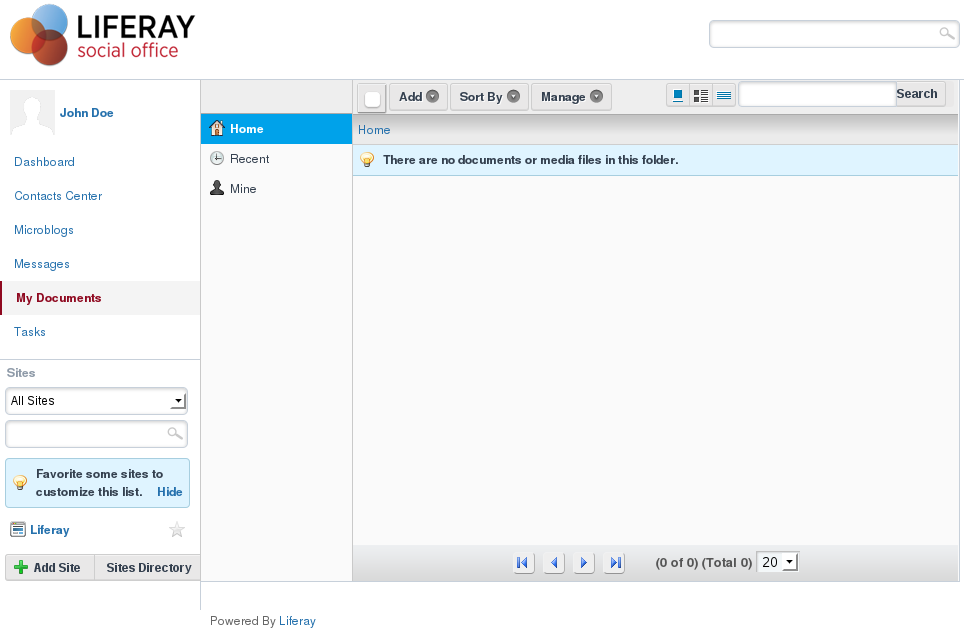 LIFERAY
social office
John Doe
Dashboard
Contacts Center
Microblogs
Messages
My Documents
Tasks
Sites
All Sites
Favorite some sites to
customize this list. Hide
Liferay
Add Site Sites Directory
Home
Recent
Mine
Add Sort By Manage Search
Home
There are no documents or media files in this folder.
(0 of 0) (Total 0) 20
Powered By Liferay